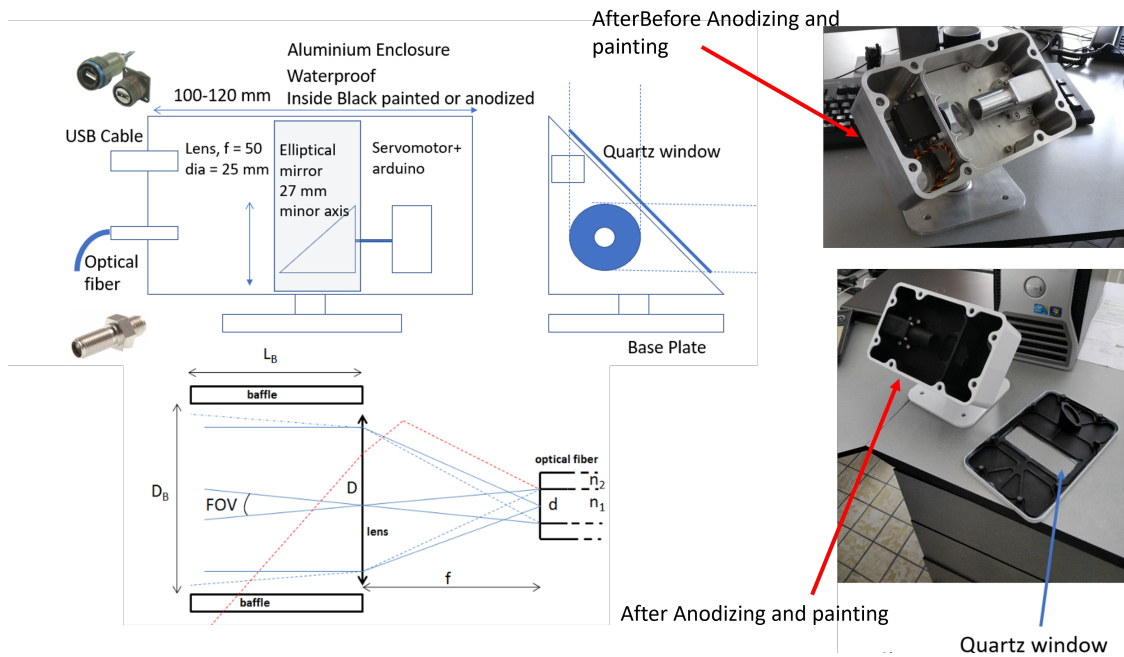 AfterBefore Anodizing and
painting
Aluminium Enclosure
Waterproof
Inside Black painted or anodized
100-120 mm
USB Cable
Lens, f = 50
dia = 25 mm
Elliptical
mirror
27 mm
minor axis
Servomotor+
arduino
Quartz window
Optical
fiber
Base Plate
L_B
baffle
optical fiber
n2
n1
D_B
FOV
D
d
lens
f
baffle
After Anodizing and painting
Quartz window